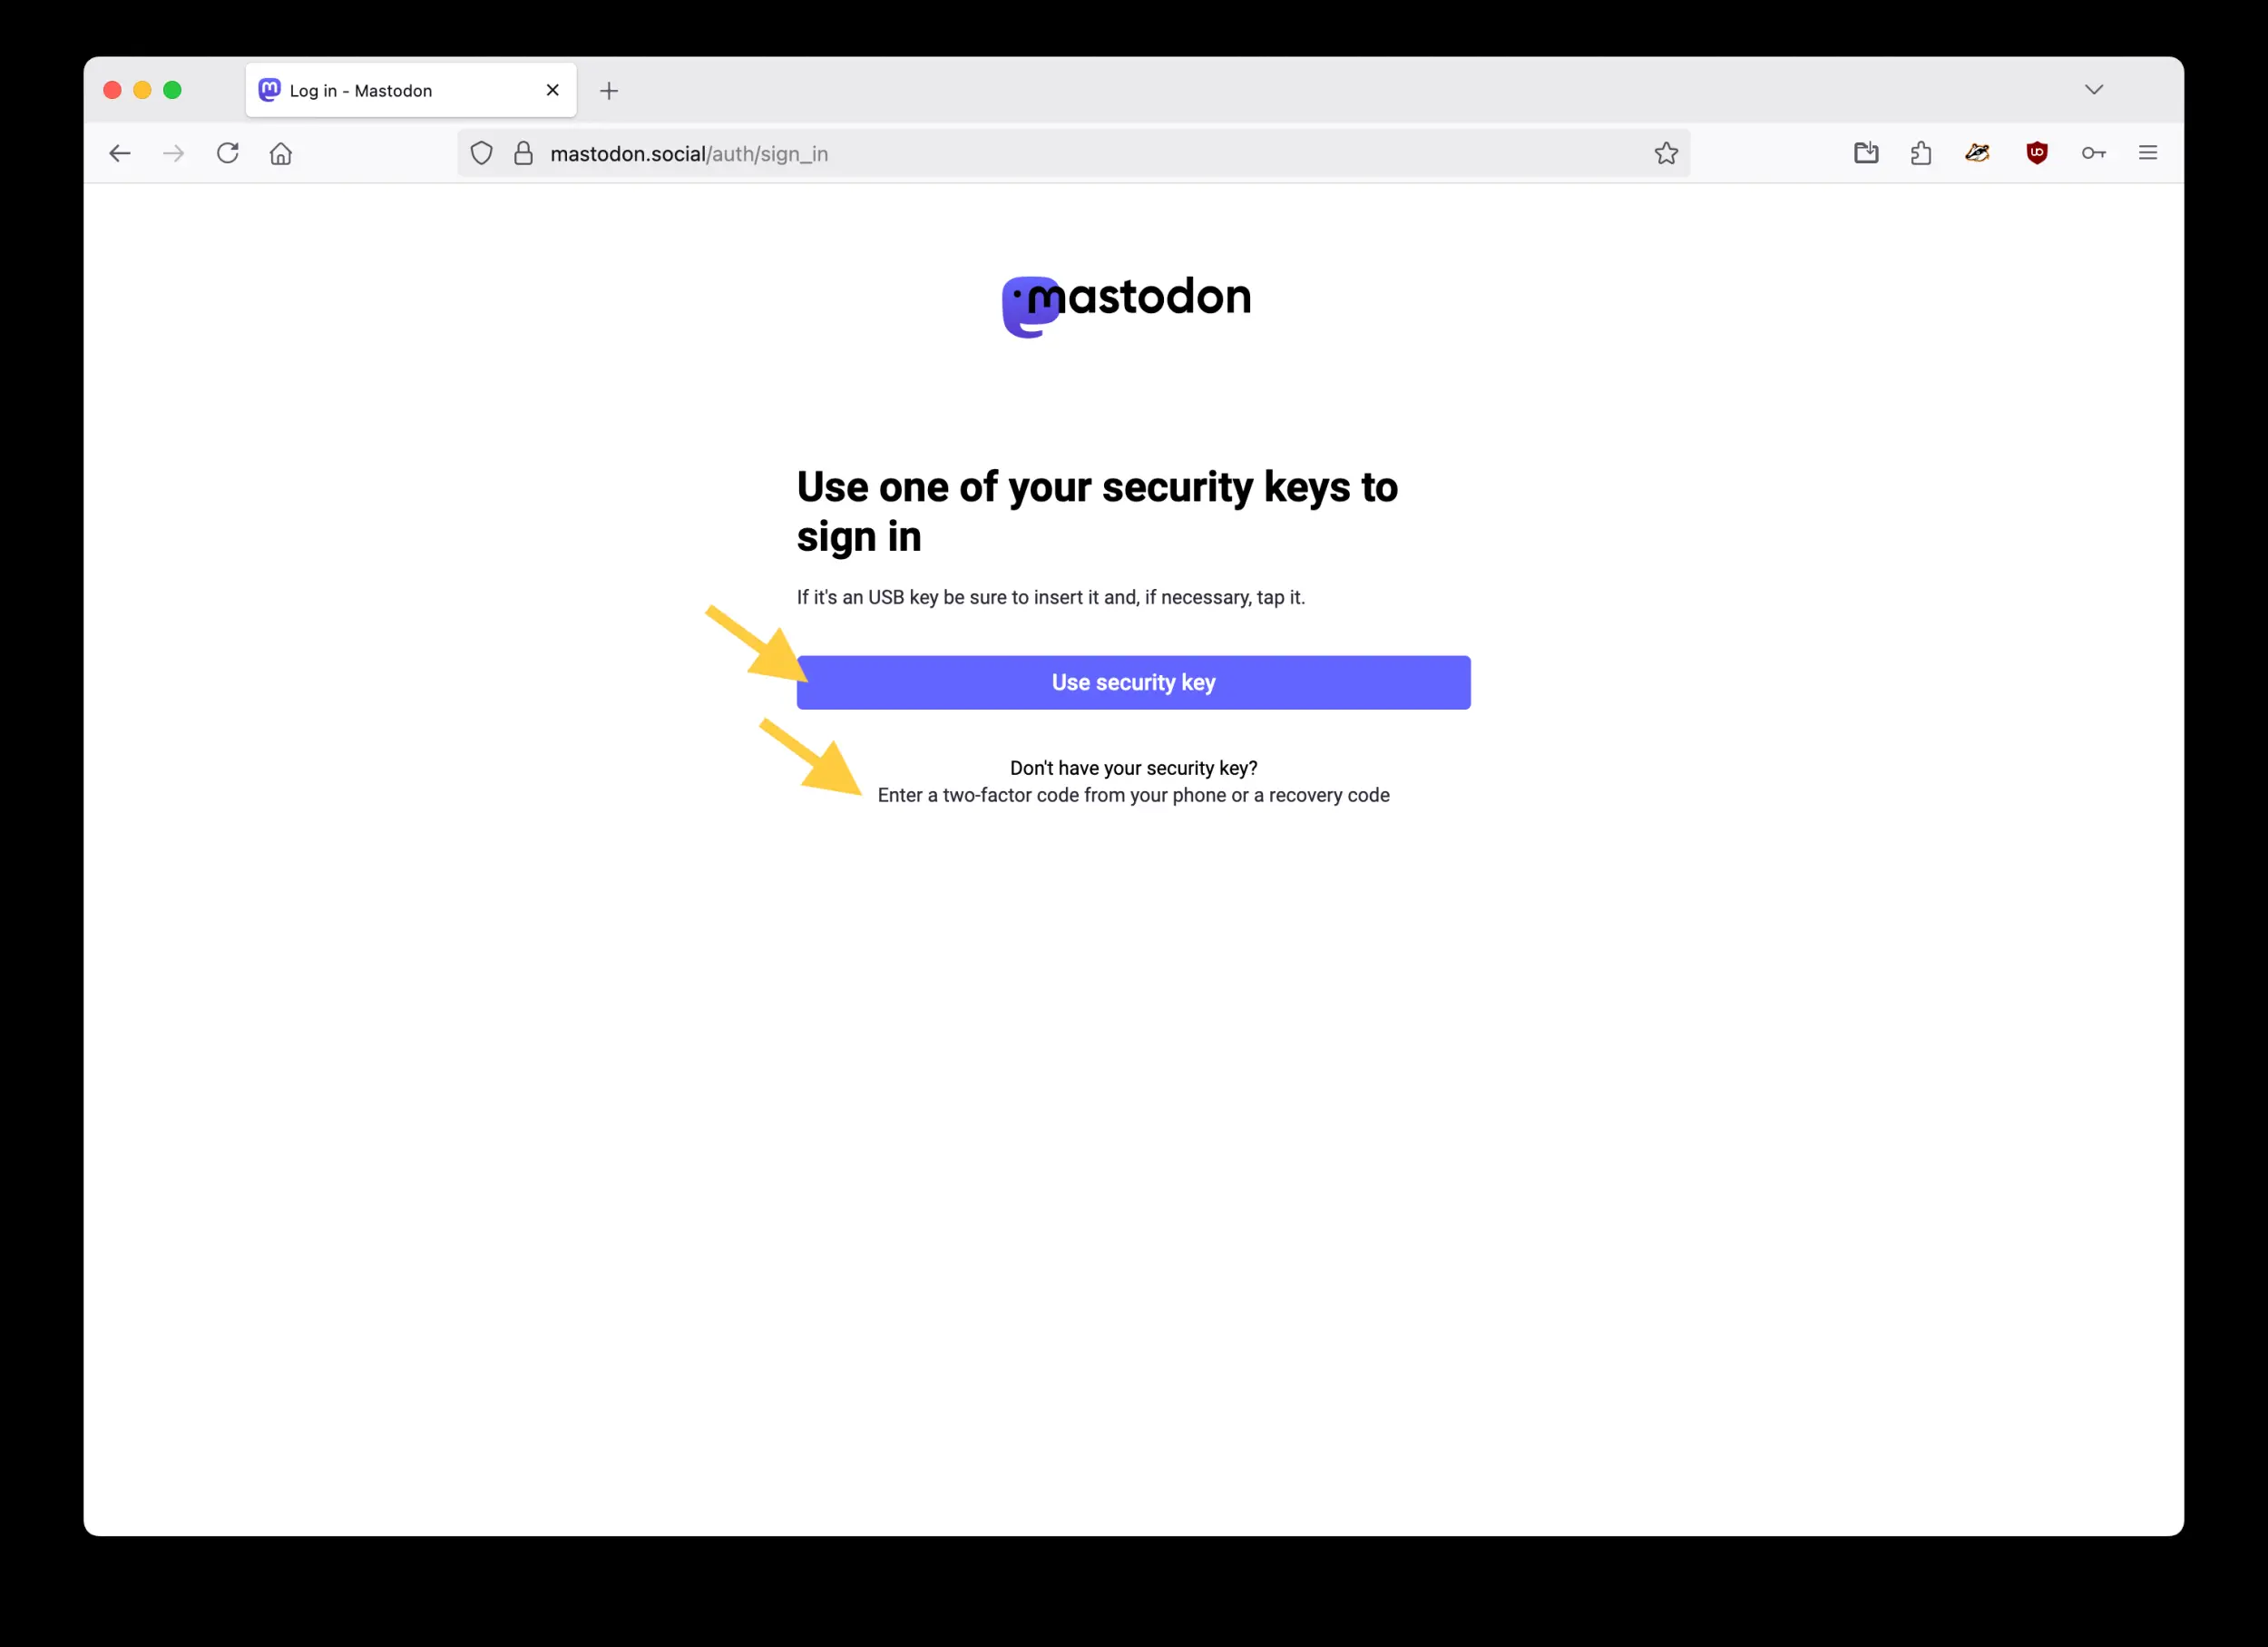 Log in - Mastodon
mastodon.social/auth/sign_in
mastodon
Use one of your security keys to
sign in
If it's an USB key be sure to insert it and, if necessary, tap it.
Use security key
Don't have your security key?
Enter a two-factor code from your phone or a recovery code